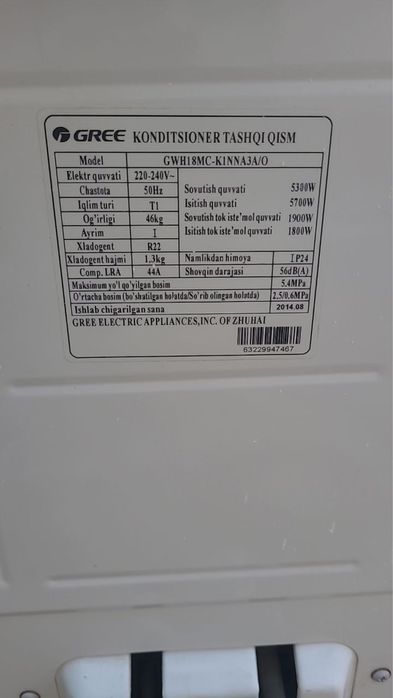 GREE KONDITSIONER TASHQI QISM
Model GWH18MC-K1NNA3A/O
Elektr quvvati 220-240V~
Chastota 50Hz Sovutish quvvati 5300W
Iqlim turi T1 Isitish quvvati 5700W
Og'irligi 46kg Sovutish tok iste'mol quvvati 1900W
Ayrim I Isitish tok iste'mol quvvati 1800W
Xladogent R22
Xladogent hajmi 1.3kg Namlikdan himoya IP24
Comp. LRA 44A Shovqin darajasi 56dB(A)
Maksimum yo'l qo'yilgan bosim 5.4MPa
O'rtacha bosim (bo'shatilgan holatda/So'rib olingan holatda) 2.5/0.6MPa
Ishlab chigarilgan sana 2014.08
GREE ELECTRIC APPLIANCES,INC. OF ZHUHAI
63229947467